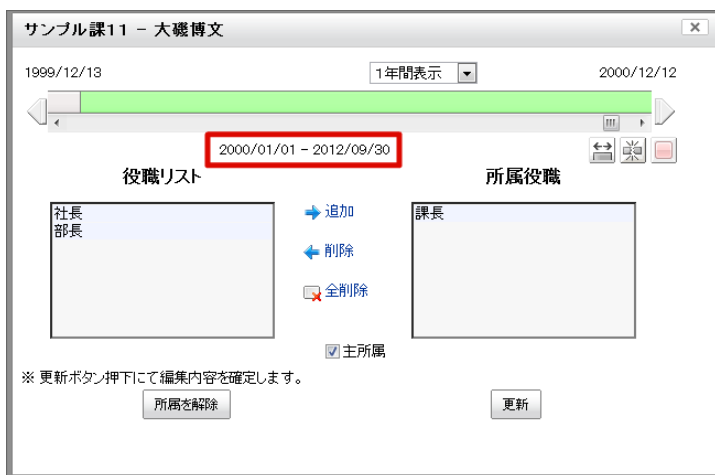 サンプル課11 - 大磯博文
1999/12/13
1年間表示
2000/12/12
2000/01/01 - 2012/09/30
役職リスト
所属役職
社長
部長
追加
削除
全削除
課長
主所属
※ 更新ボタン押下にて編集内容を確定します。
所属を解除
更新